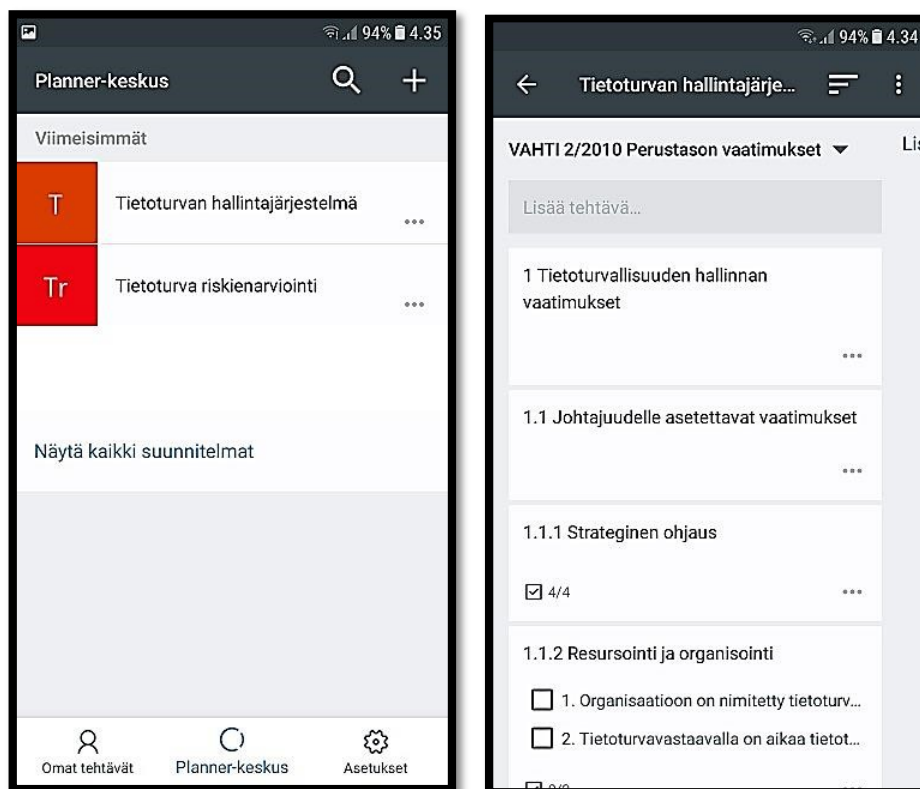 94% 4.35
Planner-keskus
Viimeisimmät
T
Tietoturvan hallintajärjestelmä
Tr
Tietoturva riskienarviointi
Näytä kaikki suunnitelmat
Omat tehtävät
Planner-keskus
Asetukset
94% 4.34
Tietoturvan hallintajärje...
VAHTI 2/2010 Perustason vaatimukset
Lisää tehtävä...
1 Tietoturvallisuuden hallinnan
vaatimukset
1.1 Johtajuudelle asetettavat vaatimukset
1.1.1 Strateginen ohjaus
4/4
1.1.2 Resursointi ja organisointi
1. Organisaatioon on nimitetty tietoturv...
2. Tietoturvavastaavalla on aikaa tietot...